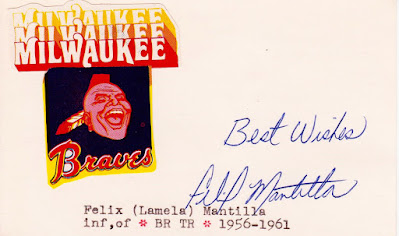 MILWAUKEE
MILWAUKEE
MILWAUKEE
Braves
Best Wishes
Felix Mantilla
Felix (Lamela) Mantilla
inf,of * BR TR * 1956-1961